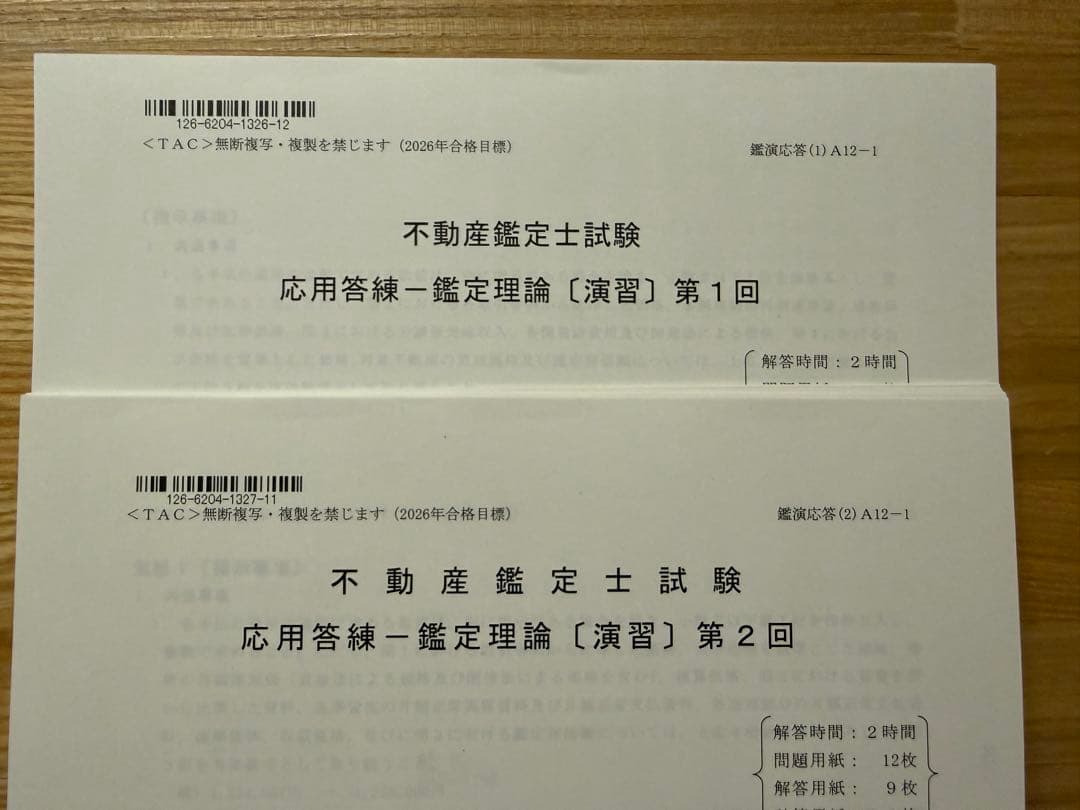 126-6204-1326-12
＜ＴＡＣ＞無断複写・複製を禁じます（2026年合格目標）
鑑演応答(1) A12－1
不動産鑑定士試験
応用答練－鑑定理論〔演習〕第１回
解答時間：２時間
126-6204-1327-11
＜ＴＡＣ＞無断複写・複製を禁じます（2026年合格目標）
鑑演応答(2) A12－1
不動産鑑定士試験
応用答練－鑑定理論〔演習〕第２回
解答時間：２時間
問題用紙： 12枚
解答用紙： ９枚